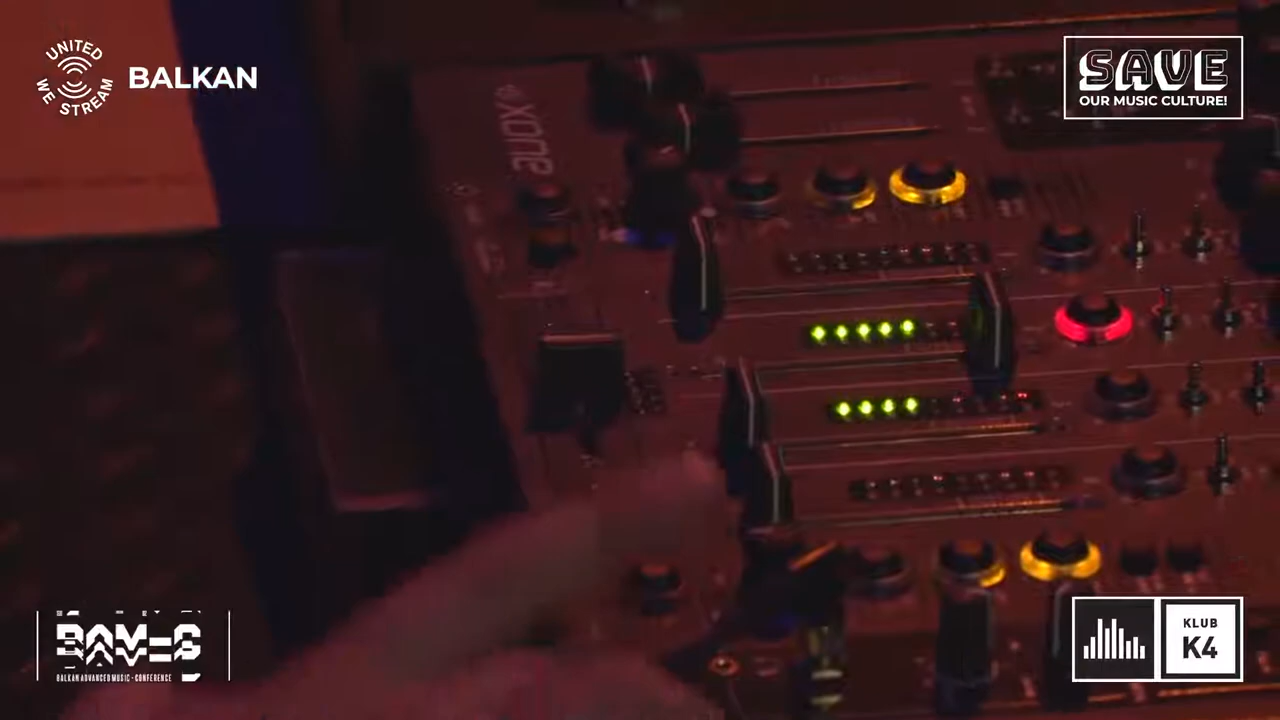 UNITED
WE STREAM
BALKAN
SAVE
OUR MUSIC CULTURE!
XONE
BALKAN ADVANCED MUSIC - CONFERENCE
KLUB
K4